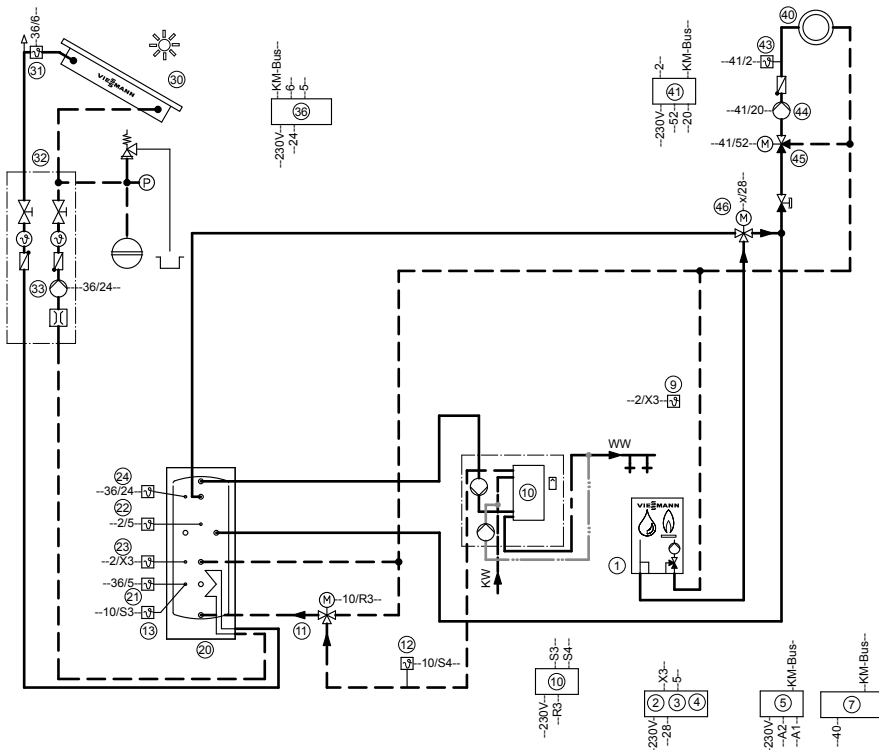 --36/6--
31
VIESMANN
30
32
P
33
--36/24--
--KM-Bus--
--6--
--5--
36
--230V--
--24--
--2--
--KM-Bus--
41
--230V--
--52--
--20--
40
43
--41/2--
--41/20--
44
--41/52--
M
45
46
--x/28--
M
9
--2/X3--
WW
10
KW
VIESMANN
1
24
--36/24--
22
--2/5--
23
--2/X3--
--36/5--
21
--10/S3--
13
20
11
M
--10/R3--
12
--10/S4--
--S3--
--S4--
10
--230V--
--R3--
--X3--
--5--
2 3 4
--230V--
--28--
--KM-Bus--
5
--230V--
--A2--
--A1--
--KM-Bus--
7
--40--